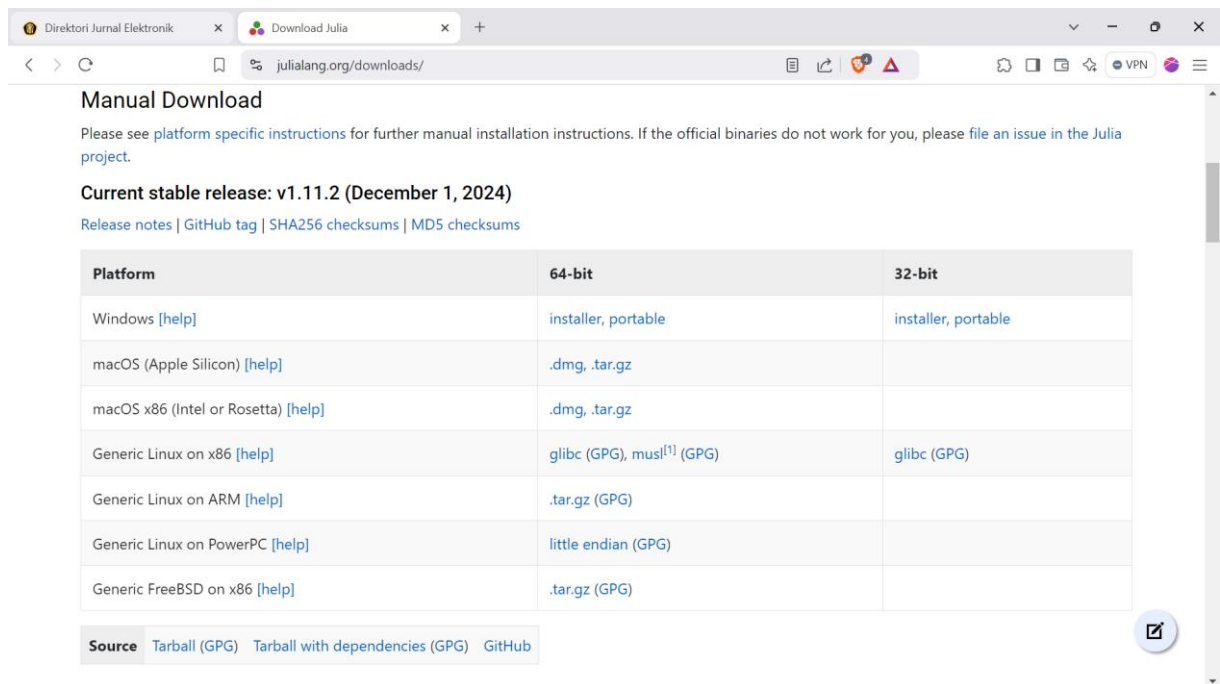 Direktori Jurnal Elektronik
Download Julia
julialang.org/downloads/
4
VPN
Manual Download
Please see platform specific instructions for further manual installation instructions. If the official binaries do not work for you, please file an issue in the Julia
project.
Current stable release: v1.11.2 (December 1, 2024)
Release notes | GitHub tag | SHA256 checksums | MD5 checksums
Platform 64-bit 32-bit
Windows [help] installer, portable installer, portable
macOS (Apple Silicon) [help] .dmg, .tar.gz
macOS x86 (Intel or Rosetta) [help] .dmg, .tar.gz
Generic Linux on x86 [help] glibc (GPG), musl[1] (GPG) glibc (GPG)
Generic Linux on ARM [help] .tar.gz (GPG)
Generic Linux on PowerPC [help] little endian (GPG)
Generic FreeBSD on x86 [help] .tar.gz (GPG)
Source Tarball (GPG) Tarball with dependencies (GPG) GitHub